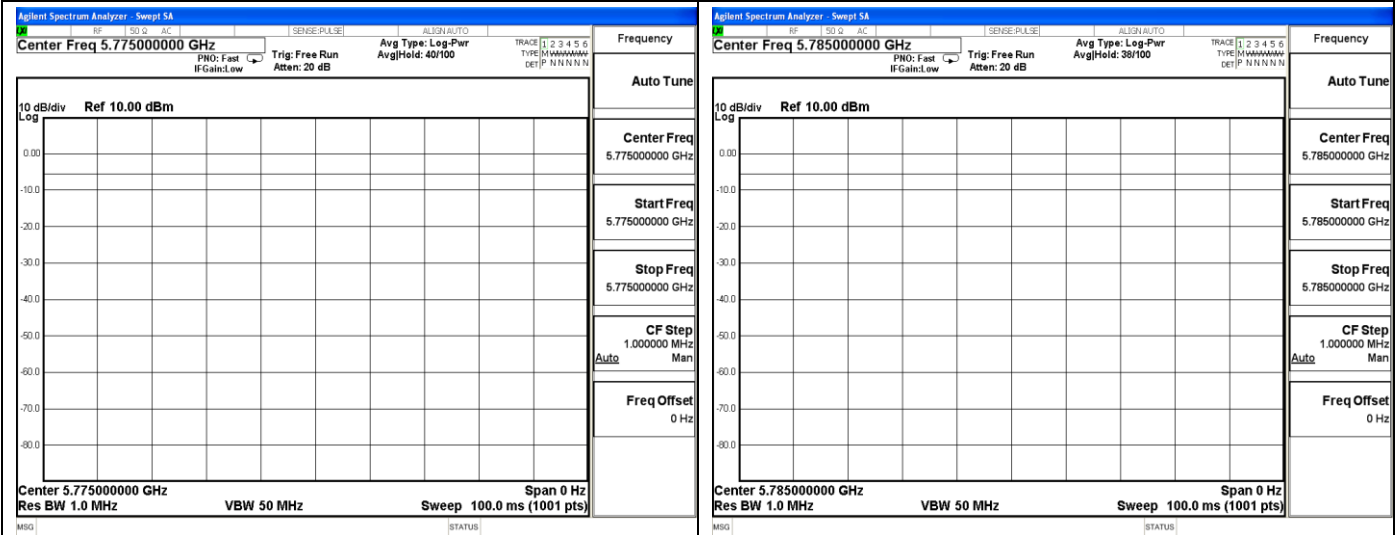 Agilent Spectrum Analyzer - Swept SA
RF 50 Ω AC SENSE:PULSE ALIGN AUTO
Center Freq 5.775000000 GHz
PNO: Fast
IFGain:Low
Trig: Free Run
Atten: 20 dB
Avg Type: Log-Pwr
Avg|Hold: 40/100
TRACE 1 2 3 4 5 6
TYPE M
DET P N N N N N
10 dB/div Ref 10.00 dBm
Log
0.00
-10.0
-20.0
-30.0
-40.0
-50.0
-60.0
-70.0
-80.0
Center 5.775000000 GHz Span 0 Hz
Res BW 1.0 MHz VBW 50 MHz Sweep 100.0 ms (1001 pts)
MSG STATUS
Frequency
Auto Tune
Center Freq
5.775000000 GHz
Start Freq
5.775000000 GHz
Stop Freq
5.775000000 GHz
CF Step
1.000000 MHz
Auto Man
Freq Offset
0 Hz
Agilent Spectrum Analyzer - Swept SA
RF 50 Ω AC SENSE:PULSE ALIGN AUTO
Center Freq 5.785000000 GHz
PNO: Fast
IFGain:Low
Trig: Free Run
Atten: 20 dB
Avg Type: Log-Pwr
Avg|Hold: 38/100
TRACE 1 2 3 4 5 6
TYPE M
DET P N N N N N
10 dB/div Ref 10.00 dBm
Log
0.00
-10.0
-20.0
-30.0
-40.0
-50.0
-60.0
-70.0
-80.0
Center 5.785000000 GHz Span 0 Hz
Res BW 1.0 MHz VBW 50 MHz Sweep 100.0 ms (1001 pts)
MSG STATUS
Frequency
Auto Tune
Center Freq
5.785000000 GHz
Start Freq
5.785000000 GHz
Stop Freq
5.785000000 GHz
CF Step
1.000000 MHz
Auto Man
Freq Offset
0 Hz